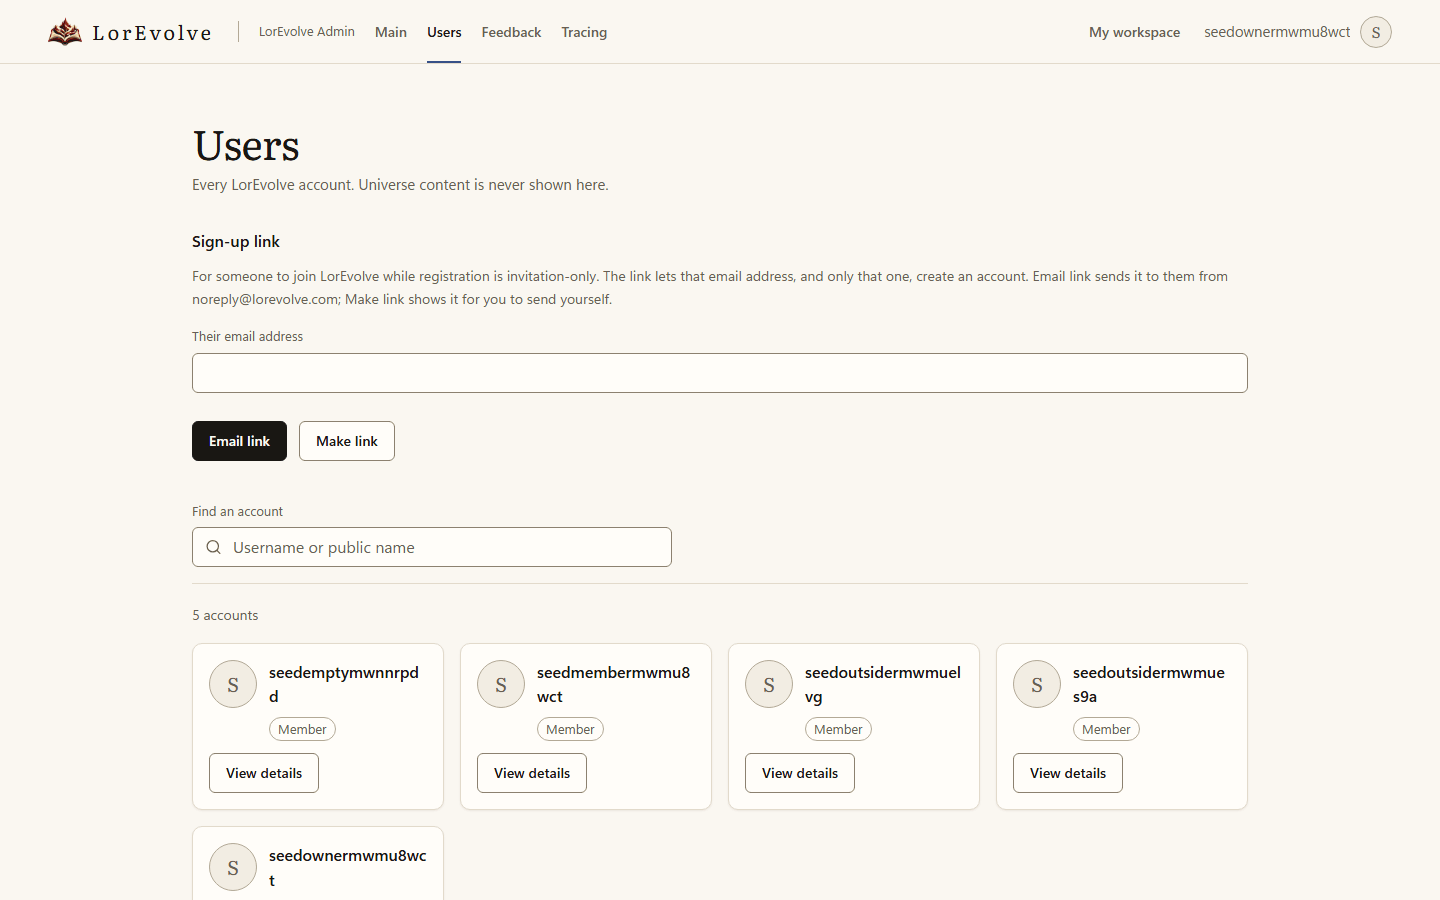 LorEvolve
LorEvolve Admin
Main
Users
Feedback
Tracing
My workspace
seedownermwmu8wct
S
Users
Every LorEvolve account. Universe content is never shown here.
Sign-up link
For someone to join LorEvolve while registration is invitation-only. The link lets that email address, and only that one, create an account. Email link sends it to them from
noreply@lorevolve.com; Make link shows it for you to send yourself.
Their email address
Email link
Make link
Find an account
Username or public name
5 accounts
S
seedemptymwnnrpd
d
Member
View details
S
seedmembermwmu8
wct
Member
View details
S
seedoutsidermwmuel
vg
Member
View details
S
seedoutsidermwmue
s9a
Member
View details
S
seedownermwmu8wc
t